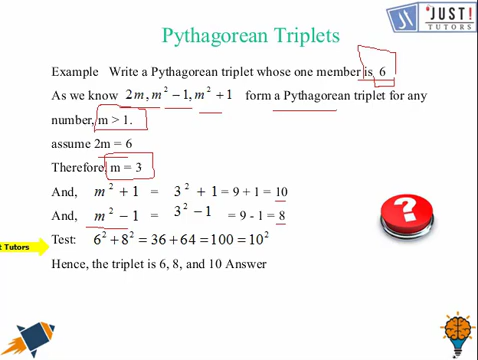 Pythagorean Triplets
'JUST!
TUTORS
Example Write a Pythagorean triplet whose one member is 6
As we know 2m, m² − 1, m² + 1 form a Pythagorean triplet for any
number, m > 1.
assume 2m = 6
Therefore, m = 3
And, m² + 1 = 3² + 1 = 9 + 1 = 10
And, m² − 1 = 3² − 1 = 9 - 1 = 8
t Tutors
Test: 6² + 8² = 36 + 64 = 100 = 10²
Hence, the triplet is 6, 8, and 10 Answer
?